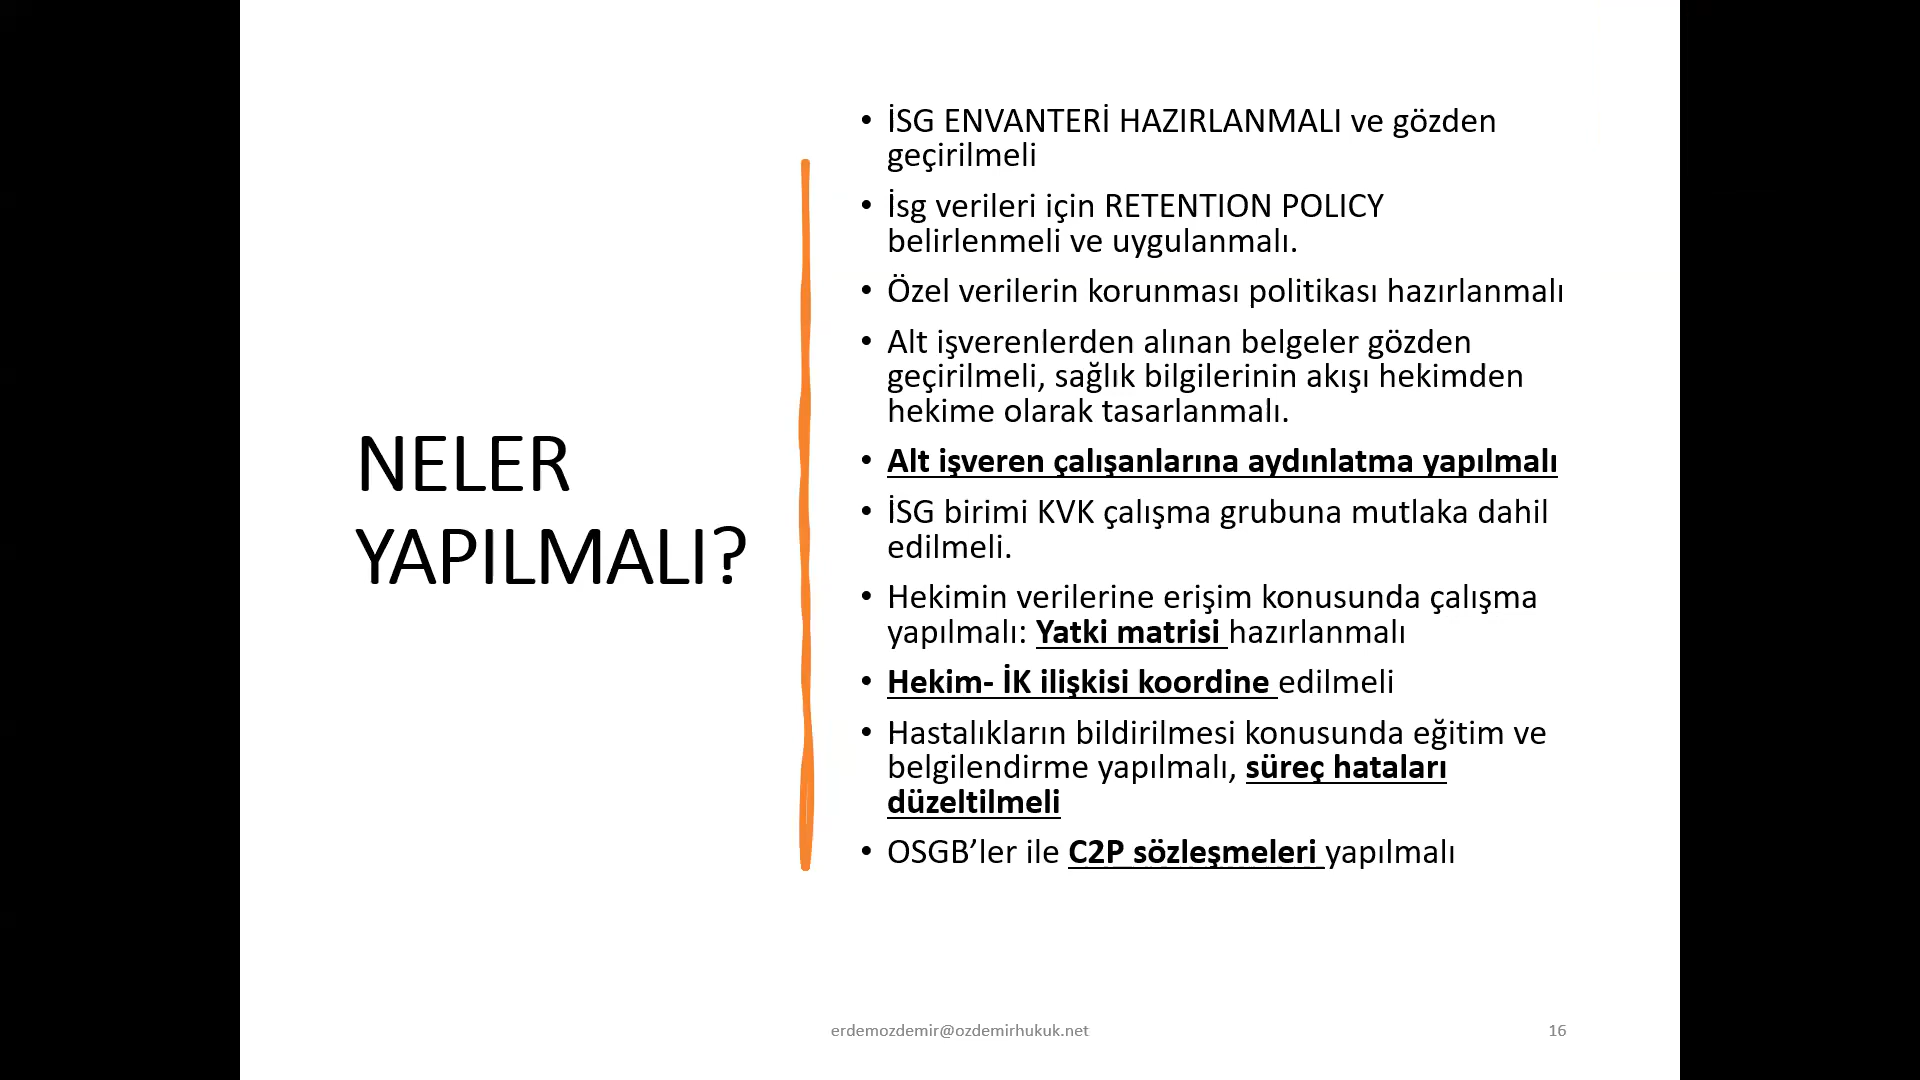 NELER
YAPILMALI?
• İSG ENVANTERİ HAZIRLANMALI ve gözden
geçirilmeli
• İsg verileri için RETENTION POLICY
belirlenmeli ve uygulanmalı.
• Özel verilerin korunması politikası hazırlanmalı
• Alt işverenlerden alınan belgeler gözden
geçirilmeli, sağlık bilgilerinin akışı hekimden
hekime olarak tasarlanmalı.
• Alt işveren çalışanlarına aydınlatma yapılmalı
• İSG birimi KVK çalışma grubuna mutlaka dahil
edilmeli.
• Hekimin verilerine erişim konusunda çalışma
yapılmalı: Yatki matrisi hazırlanmalı
• Hekim- İK ilişkisi koordine edilmeli
• Hastalıkların bildirilmesi konusunda eğitim ve
belgilendirme yapılmalı, süreç hataları
düzeltilmeli
• OSGB’ler ile C2P sözleşmeleri yapılmalı
erdemozdemir@ozdemirhukuk.net
16